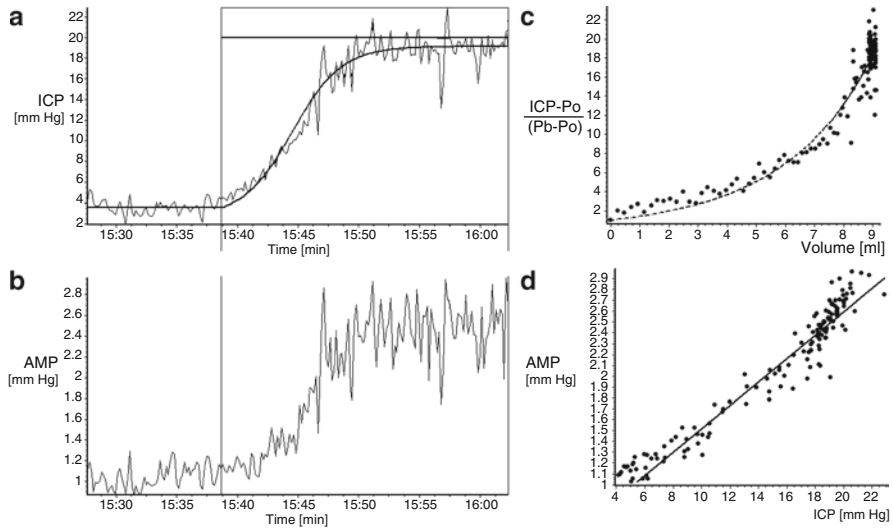 a
22
20
18
16
14
12
10
8
6
4
2
ICP
[mm Hg]
15:30 15:35 15:40 15:45 15:50 15:55 16:00
Time [min]
c
22
20
18
16
14
12
10
8
6
4
2
ICP-Po
(Pb-Po)
0 1 2 3 4 5 6 7 8 9
Volume [ml]
b
2.8
2.6
2.4
2.2
2
1.8
1.6
1.4
1.2
1
AMP
[mm Hg]
15:30 15:35 15:40 15:45 15:50 15:55 16:00
Time [min]
d
2.9
2.8
2.7
2.6
2.5
2.4
2.3
2.2
2.1
1.9
1.8
1.7
1.6
1.5
1.3
1.2
1.1
1
AMP
[mm Hg]
4 6 8 10 12 14 16 18 20 22
ICP [mm Hg]